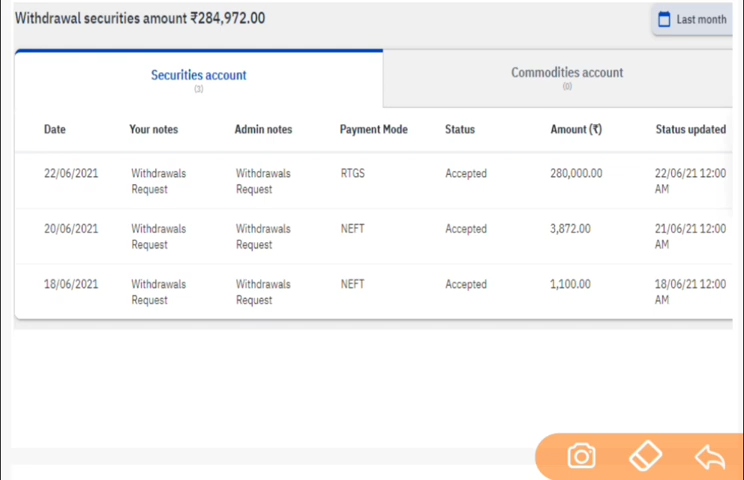 Withdrawal securities amount ₹284,972.00
Last month
Securities account
(3)
Commodities account
(0)
Date Your notes Admin notes Payment Mode Status Amount (₹) Status updated
22/06/2021 Withdrawals Withdrawals RTGS Accepted 280,000.00 22/06/21 12:00
Request Request AM
20/06/2021 Withdrawals Withdrawals NEFT Accepted 3,872.00 21/06/21 12:00
Request Request AM
18/06/2021 Withdrawals Withdrawals NEFT Accepted 1,100.00 18/06/21 12:00
Request Request AM